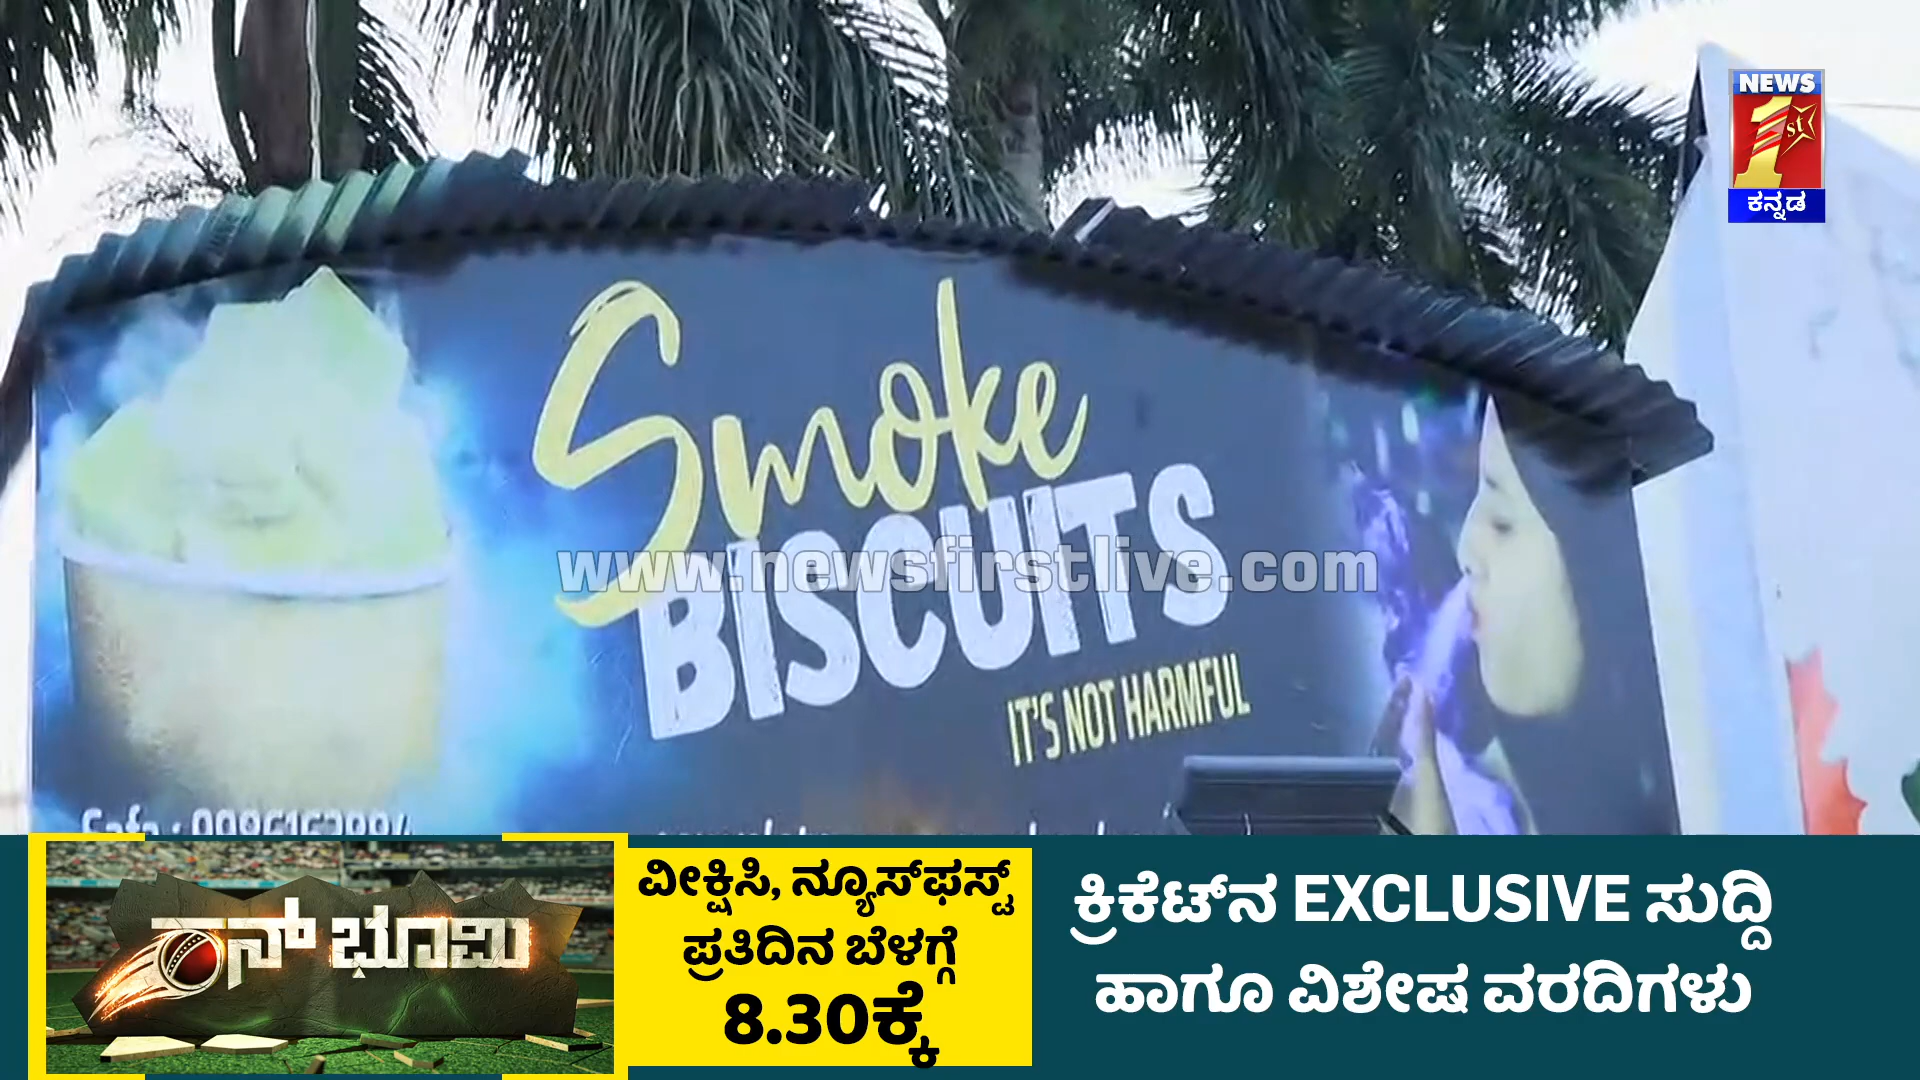 NEWS
1st
ಕನ್ನಡ
Smoke
BISCUITS
www.newsfirstlive.com
IT'S NOT HARMFUL
ರನ್ ಭೂಮಿ
ವೀಕ್ಷಿಸಿ, ನ್ಯೂಸ್‌ಫಸ್ಟ್
ಪ್ರತಿದಿನ ಬೆಳಗ್ಗೆ
8.30ಕ್ಕೆ
ಕ್ರಿಕೆಟ್‌ನ EXCLUSIVE ಸುದ್ದಿ
ಹಾಗೂ ವಿಶೇಷ ವರದಿಗಳು